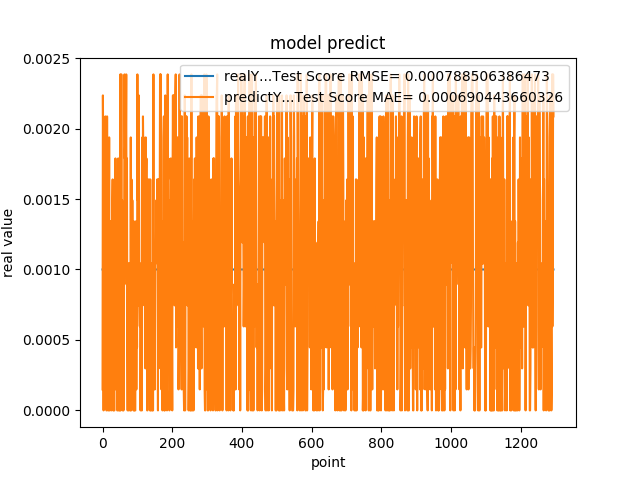 model predict
realY...Test Score RMSE= 0.000788506386473
predictY...Test Score MAE= 0.000690443660326
0.0025
0.0020
0.0015
0.0010
0.0005
0.0000
real value
0 200 400 600 800 1000 1200
point